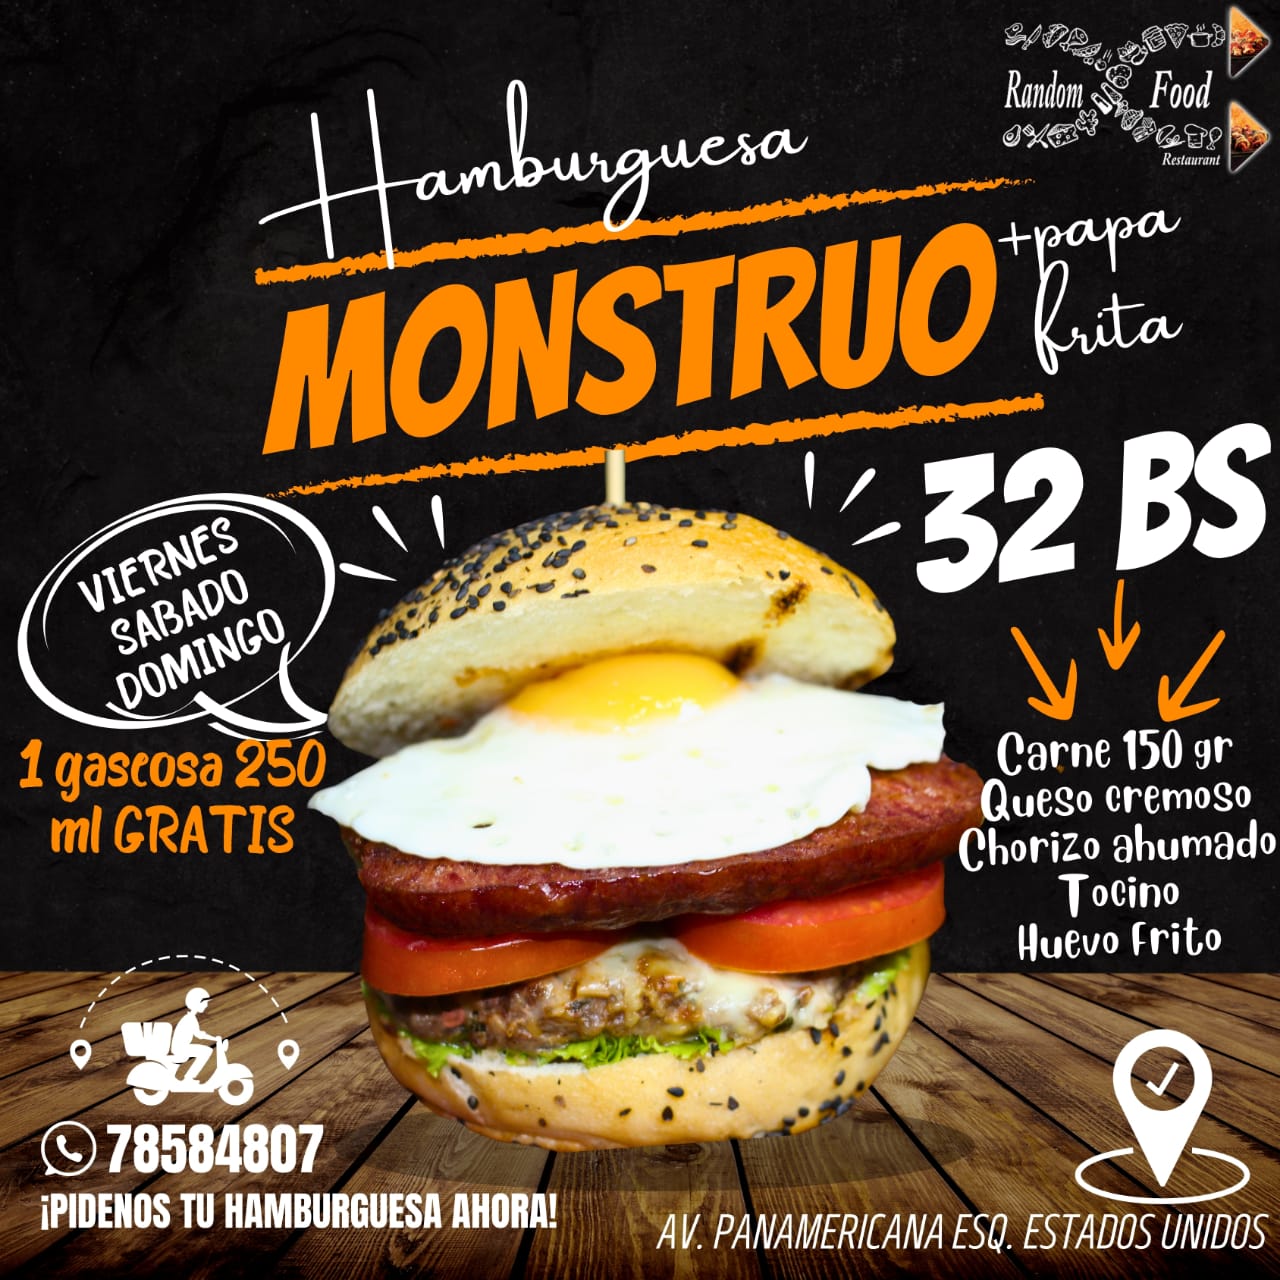 Random Food
Restaurant
Hamburguesa
MONSTRUO
+papa
frita
32 BS
VIERNES
SABADO
DOMINGO
1 gascosa 250
ml GRATIS
Carne 150 gr
Queso cremoso
Chorizo ahumado
Tocino
Huevo Frito
78584807
¡PIDENOS TU HAMBURGUESA AHORA!
AV. PANAMERICANA ESQ. ESTADOS UNIDOS